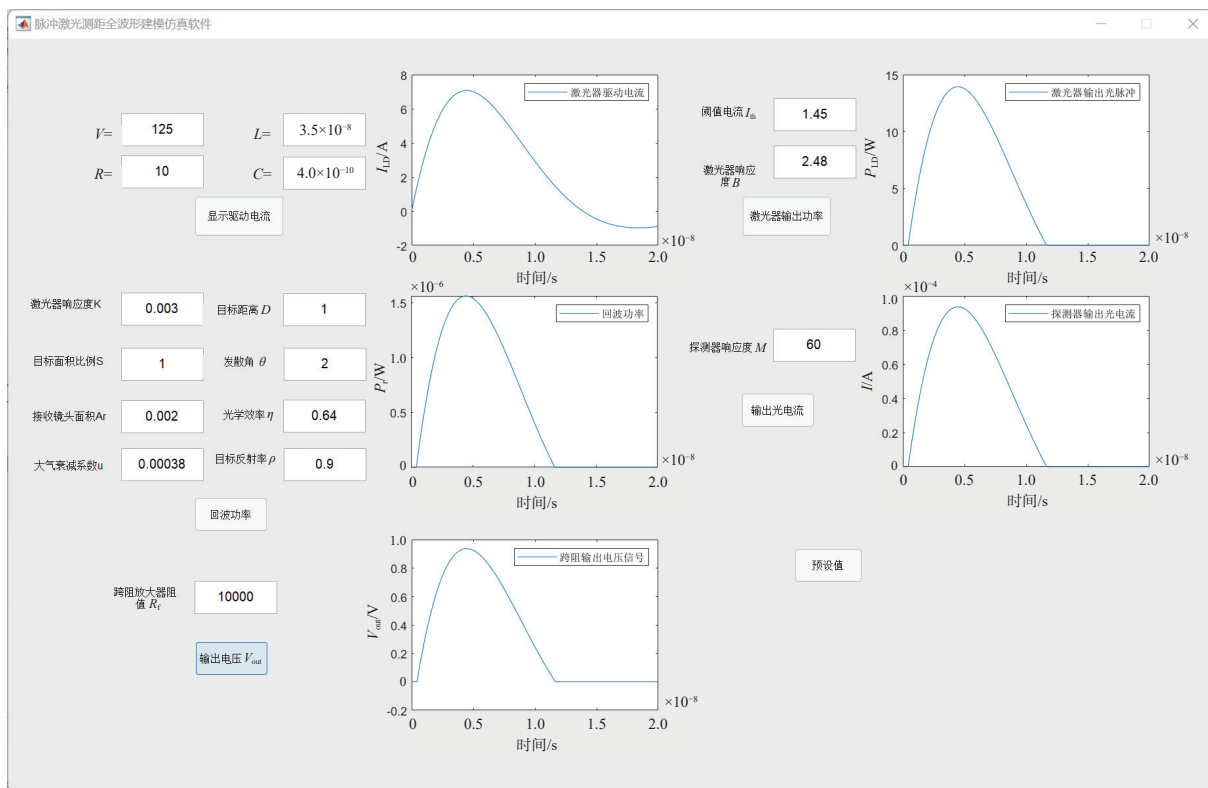 脉冲激光测距全波形建模仿真软件
V= 125 L= 3.5×10⁻⁸
R= 10 C= 4.0×10⁻¹⁰
显示驱动电流
8
6
4
2
0
-2
I_LD/A
激光器驱动电流
0 0.5 1.0 1.5 2.0
×10⁻⁸
时间/s
阈值电流 I_th 1.45
激光器响应
度 B
2.48
激光器输出功率
15
10
5
0
P_LD/W
激光器输出光脉冲
0 0.5 1.0 1.5 2.0
×10⁻⁸
时间/s
激光器响应度K 0.003 目标距离 D 1
目标面积比例S 1 发散角 θ 2
接收镜头面积Ar 0.002 光学效率 η 0.64
大气衰减系数u 0.00038 目标反射率 ρ 0.9
回波功率
×10⁻⁶
1.5
1.0
0.5
0
P_r/W
回波功率
0 0.5 1.0 1.5 2.0
×10⁻⁸
时间/s
探测器响应度 M 60
输出光电流
×10⁻⁴
1.0
0.8
0.6
0.4
0.2
0
I/A
探测器输出光电流
0 0.5 1.0 1.5 2.0
×10⁻⁸
时间/s
跨阻放大器阻
值 R_f
10000
输出电压 V_out
1.0
0.8
0.6
0.4
0.2
0
-0.2
V_out/V
跨阻输出电压信号
0 0.5 1.0 1.5 2.0
×10⁻⁸
时间/s
预设值